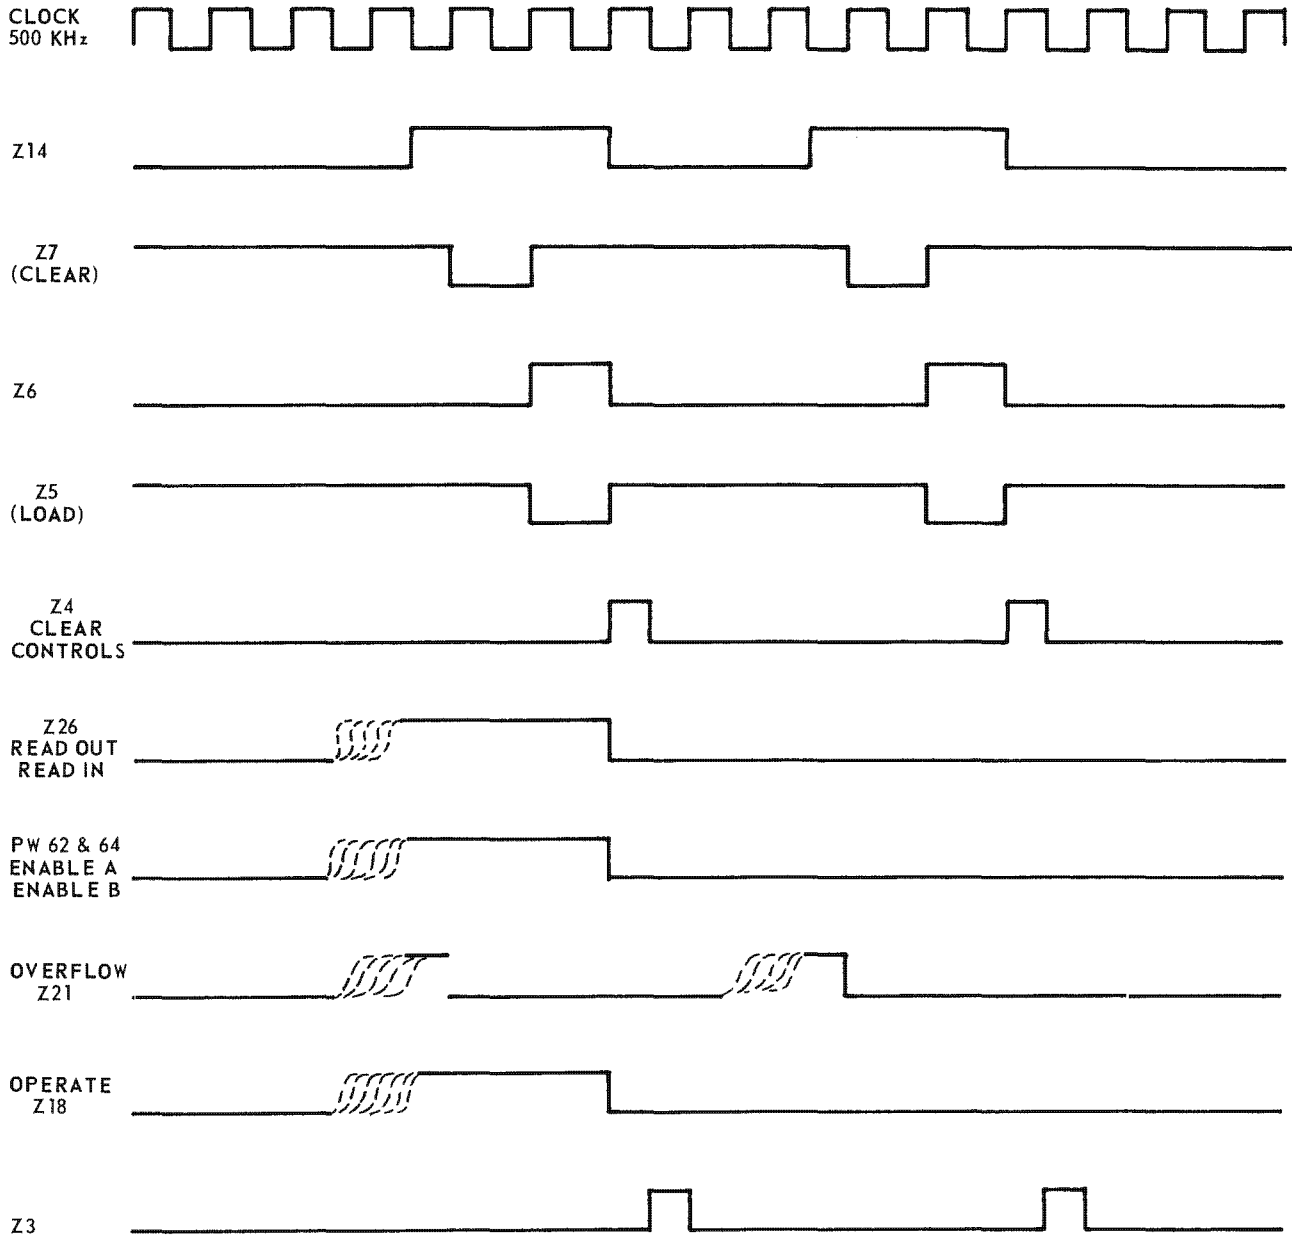 CLOCK
500 KHz
Z14
Z7
(CLEAR)
Z6
Z5
(LOAD)
Z4
CLEAR
CONTROLS
Z26
READ OUT
READ IN
PW 62 & 64
ENABLE A
ENABLE B
OVERFLOW
Z21
OPERATE
Z18
Z3